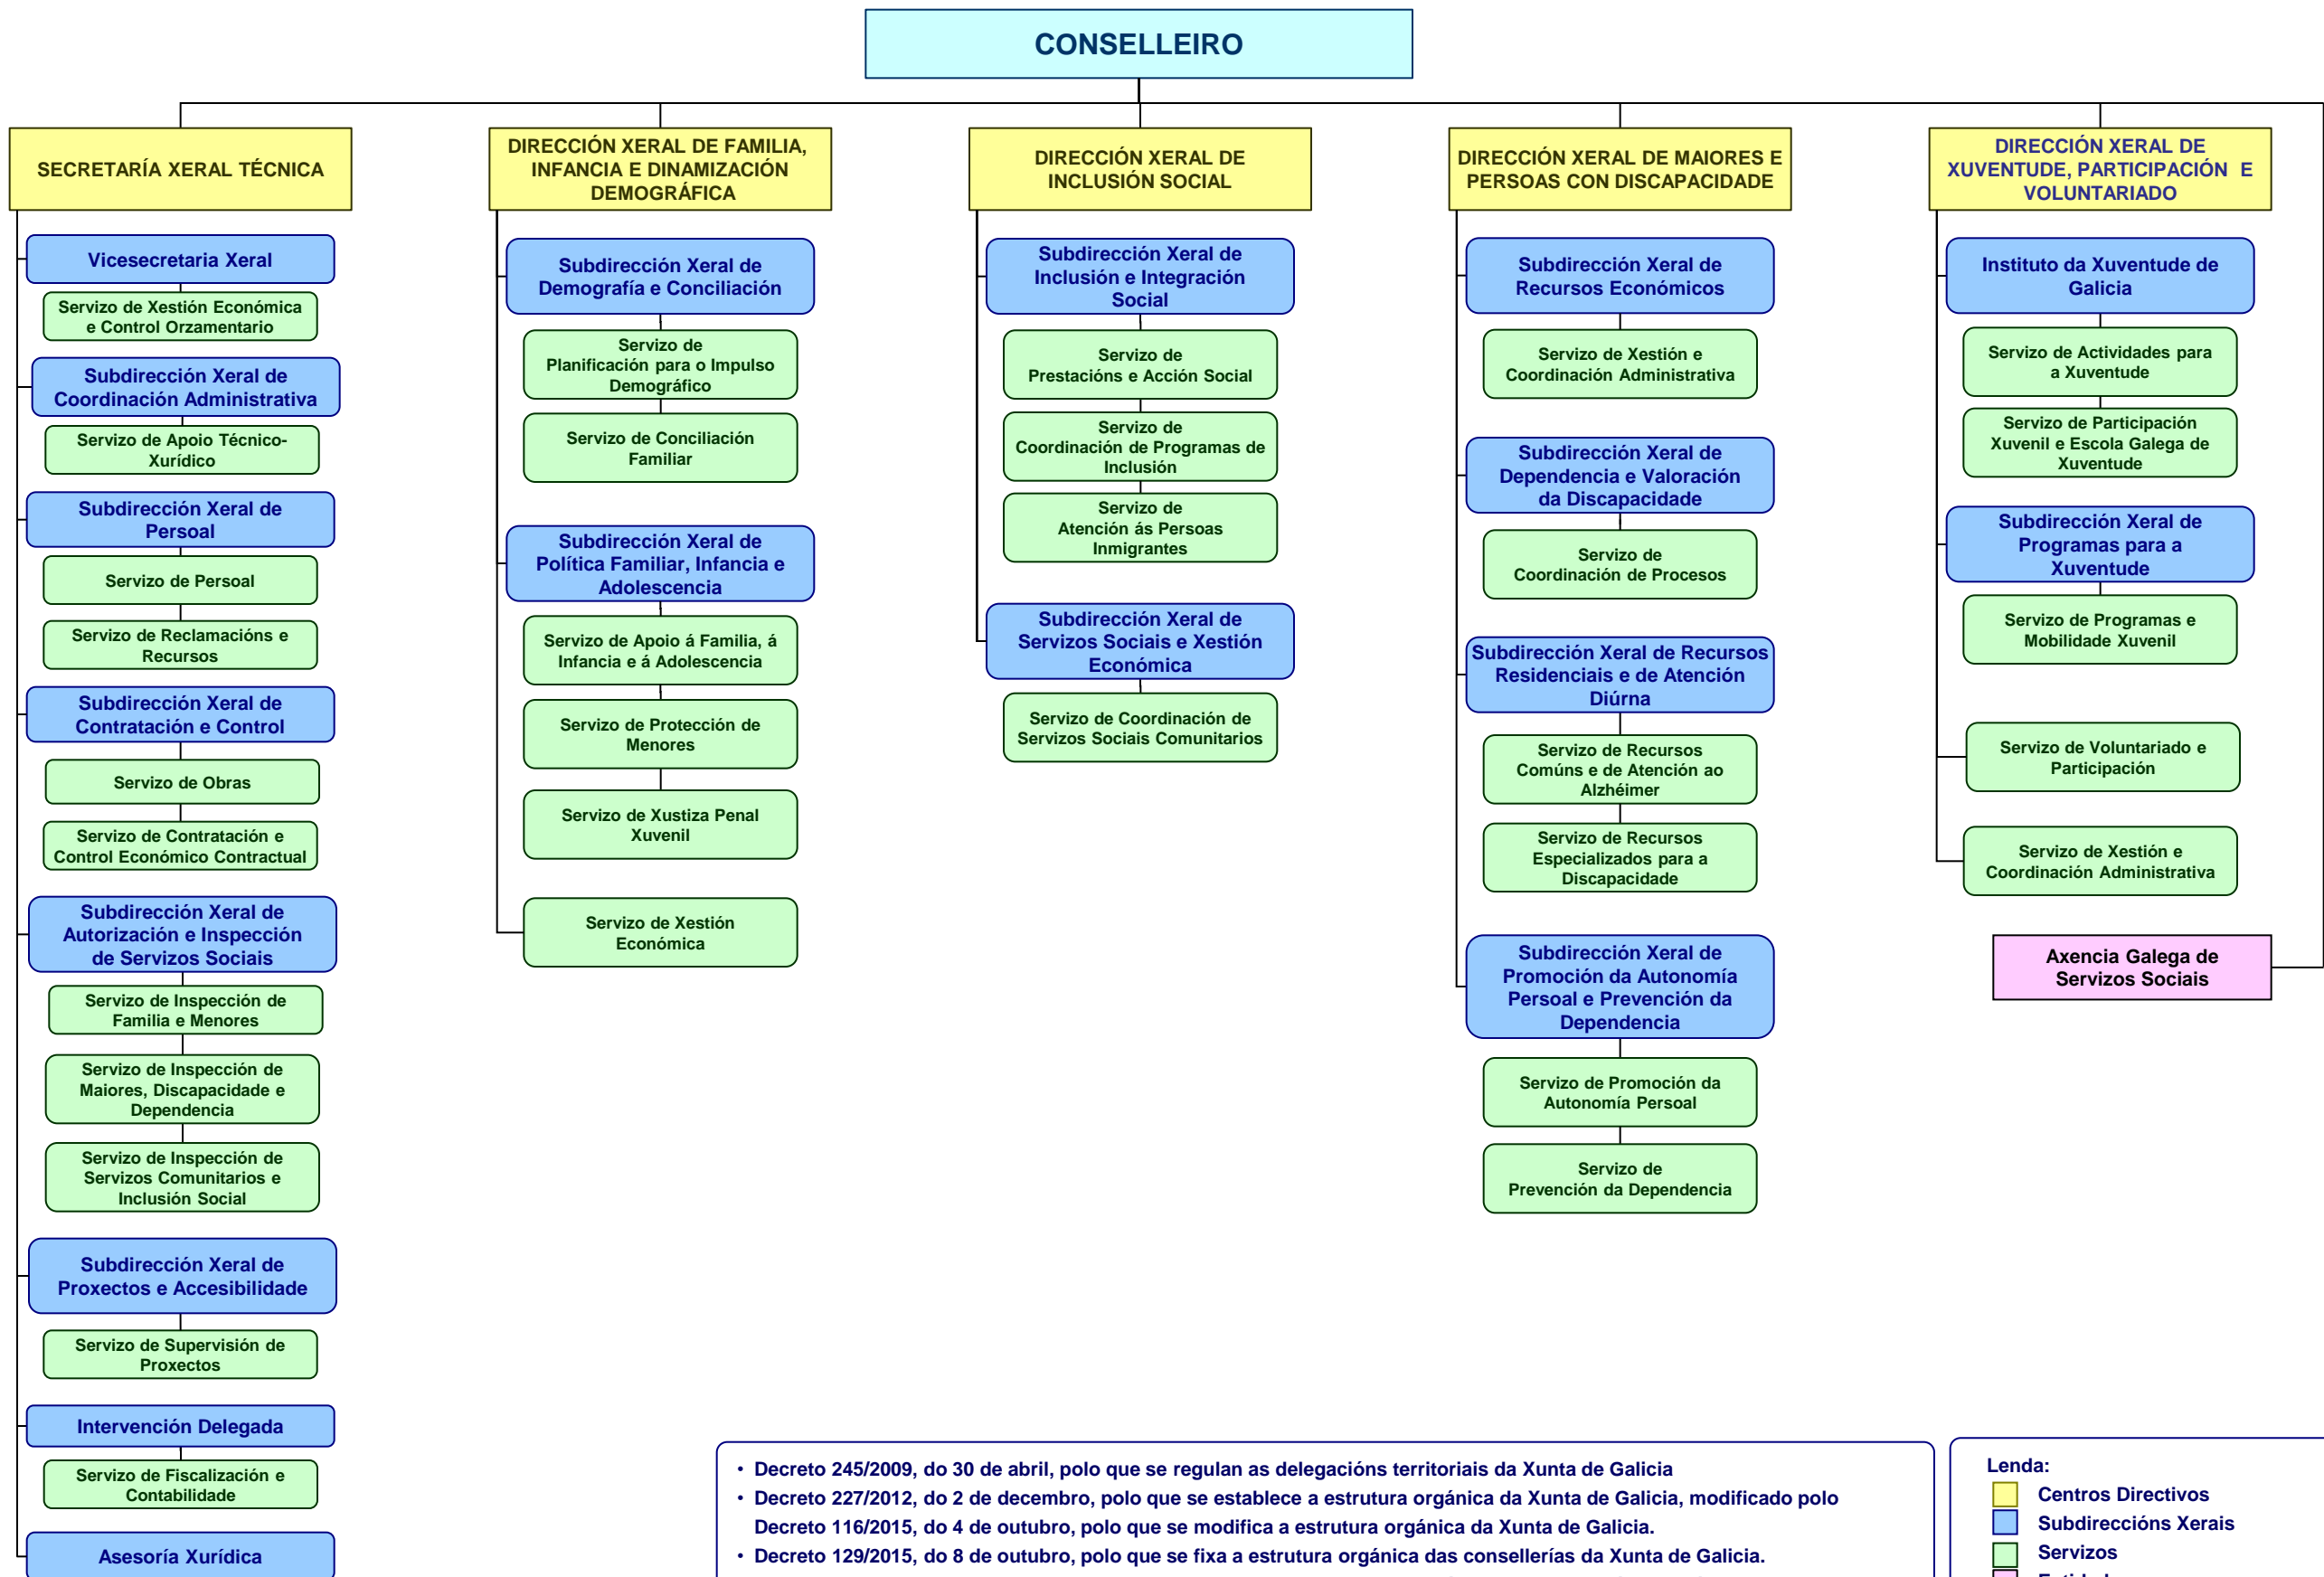 CONSELLEIRO
SECRETARÍA XERAL TÉCNICA
Vicesecretaria Xeral
Servizo de Xestión Económica
e Control Orzamentario
Subdirección Xeral de
Coordinación Administrativa
Servizo de Apoio Técnico-
Xurídico
Subdirección Xeral de
Persoal
Servizo de Persoal
Servizo de Reclamacións e
Recursos
Subdirección Xeral de
Contratación e Control
Servizo de Obras
Servizo de Contratación e
Control Económico Contractual
Subdirección Xeral de
Autorización e Inspección
de Servizos Sociais
Servizo de Inspección de
Familia e Menores
Servizo de Inspección de
Maiores, Discapacidade e
Dependencia
Servizo de Inspección de
Servizos Comunitarios e
Inclusión Social
Subdirección Xeral de
Proxectos e Accesibilidade
Servizo de Supervisión de
Proxectos
Intervención Delegada
Servizo de Fiscalización e
Contabilidade
Asesoría Xurídica
DIRECCIÓN XERAL DE FAMILIA,
INFANCIA E DINAMIZACIÓN
DEMOGRÁFICA
Subdirección Xeral de
Demografía e Conciliación
Servizo de
Planificación para o Impulso
Demográfico
Servizo de Conciliación
Familiar
Subdirección Xeral de
Política Familiar, Infancia e
Adolescencia
Servizo de Apoio á Familia, á
Infancia e á Adolescencia
Servizo de Protección de
Menores
Servizo de Xustiza Penal
Xuvenil
Servizo de Xestión
Económica
DIRECCIÓN XERAL DE
INCLUSIÓN SOCIAL
Subdirección Xeral de
Inclusión e Integración
Social
Servizo de
Prestacións e Acción Social
Servizo de
Coordinación de Programas de
Inclusión
Servizo de
Atención ás Persoas
Inmigrantes
Subdirección Xeral de
Servizos Sociais e Xestión
Económica
Servizo de Coordinación de
Servizos Sociais Comunitarios
DIRECCIÓN XERAL DE MAIORES E
PERSOAS CON DISCAPACIDADE
Subdirección Xeral de
Recursos Económicos
Servizo de Xestión e
Coordinación Administrativa
Subdirección Xeral de
Dependencia e Valoración
da Discapacidade
Servizo de
Coordinación de Procesos
Subdirección Xeral de Recursos
Residenciais e de Atención
Diúrna
Servizo de Recursos
Comúns e de Atención ao
Alzhéimer
Servizo de Recursos
Especializados para a
Discapacidade
Subdirección Xeral de
Promoción da Autonomía
Persoal e Prevención da
Dependencia
Servizo de Promoción da
Autonomía Persoal
Servizo de
Prevención da Dependencia
DIRECCIÓN XERAL DE
XUVENTUDE, PARTICIPACIÓN E
VOLUNTARIADO
Instituto da Xuventude de
Galicia
Servizo de Actividades para
a Xuventude
Servizo de Participación
Xuvenil e Escola Galega de
Xuventude
Subdirección Xeral de
Programas para a
Xuventude
Servizo de Programas e
Mobilidade Xuvenil
Servizo de Voluntariado e
Participación
Servizo de Xestión e
Coordinación Administrativa
Axencia Galega de
Servizos Sociais
• Decreto 245/2009, do 30 de abril, polo que se regulan as delegacións territoriais da Xunta de Galicia
• Decreto 227/2012, do 2 de decembro, polo que se establece a estrutura orgánica da Xunta de Galicia, modificado polo
Decreto 116/2015, do 4 de outubro, polo que se modifica a estrutura orgánica da Xunta de Galicia.
• Decreto 129/2015, do 8 de outubro, polo que se fixa a estrutura orgánica das consellerías da Xunta de Galicia.
Lenda:
Centros Directivos
Subdireccións Xerais
Servizos